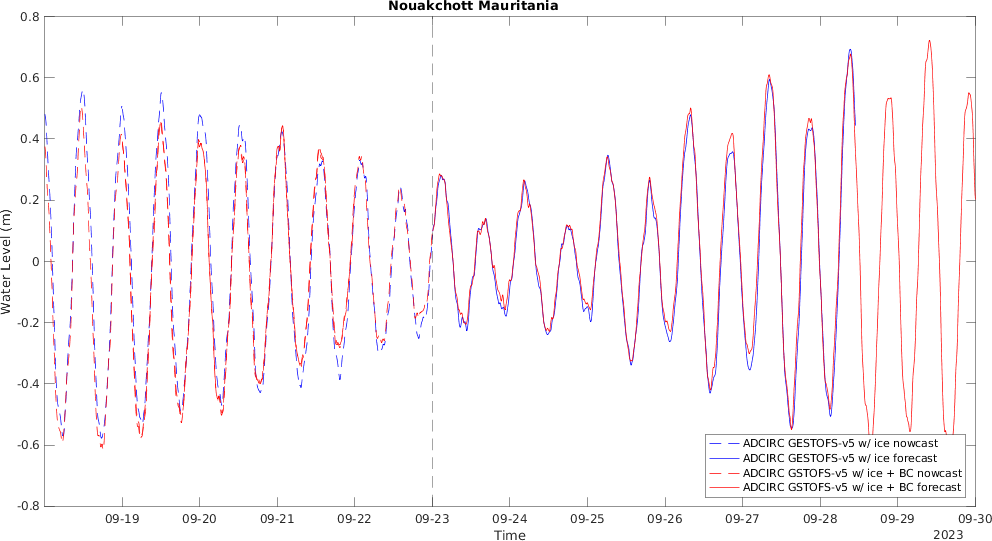 Nouakchott Mauritania
0.8
0.6
0.4
0.2
0
-0.2
-0.4
-0.6
-0.8
Water Level (m)
ADCIRC GESTOFS-v5 w/ ice nowcast
ADCIRC GESTOFS-v5 w/ ice forecast
ADCIRC GSTOFS-v5 w/ ice + BC nowcast
ADCIRC GSTOFS-v5 w/ ice + BC forecast
09-19 09-20 09-21 09-22 09-23 09-24 09-25 09-26 09-27 09-28 09-29 09-30
Time
2023